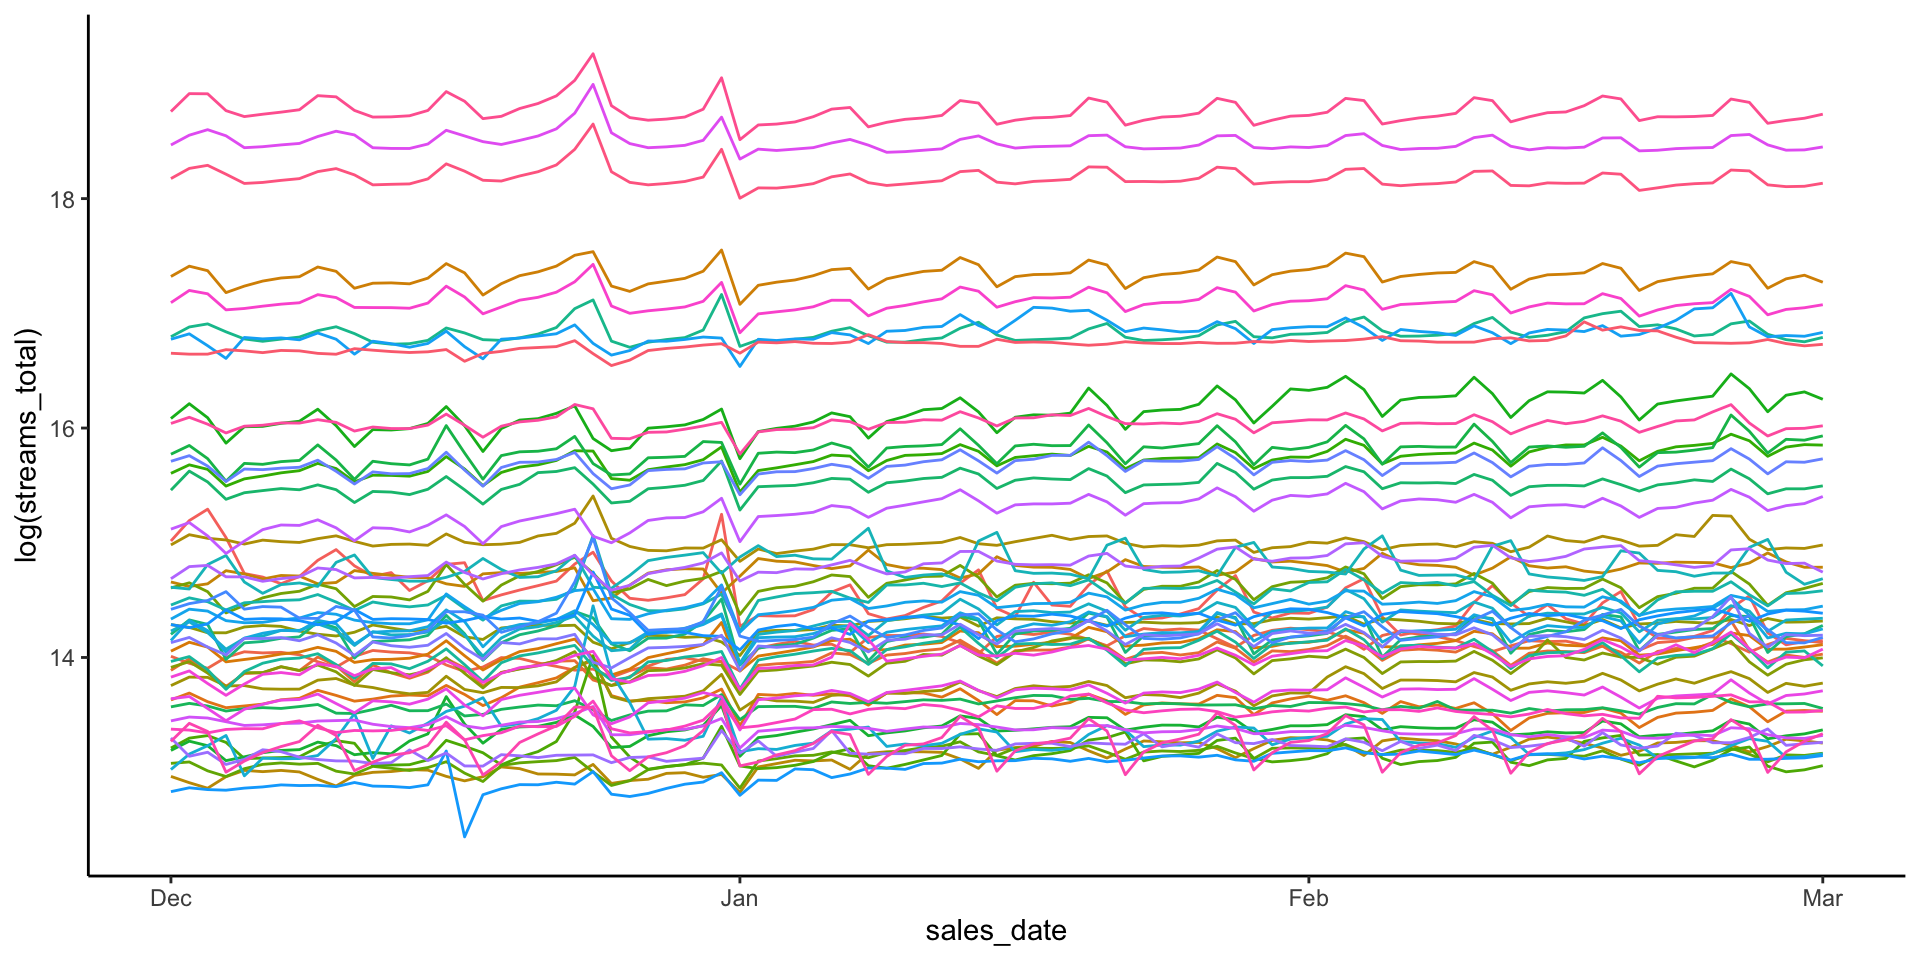 log(streams_total)
18
16
14
Dec Jan Feb Mar
sales_date